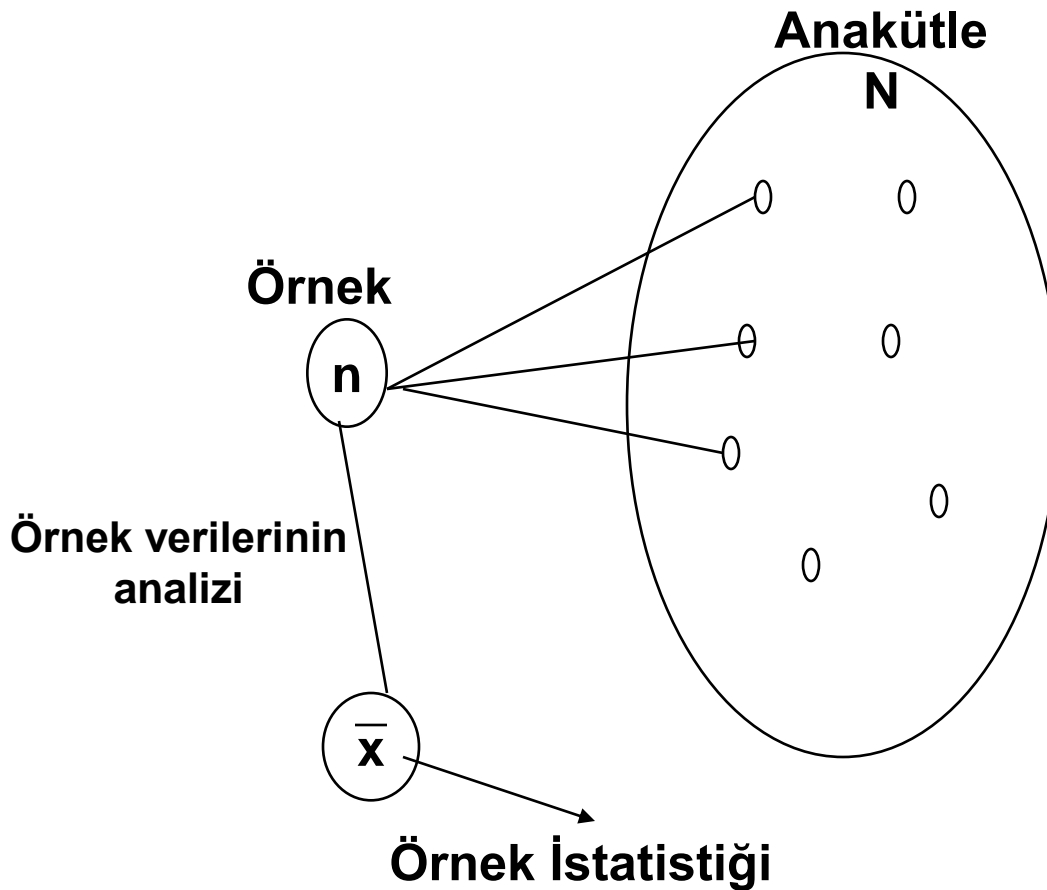 Anakütle
N
Örnek
n
Örnek verilerinin
analizi
x̄
Örnek İstatistiği